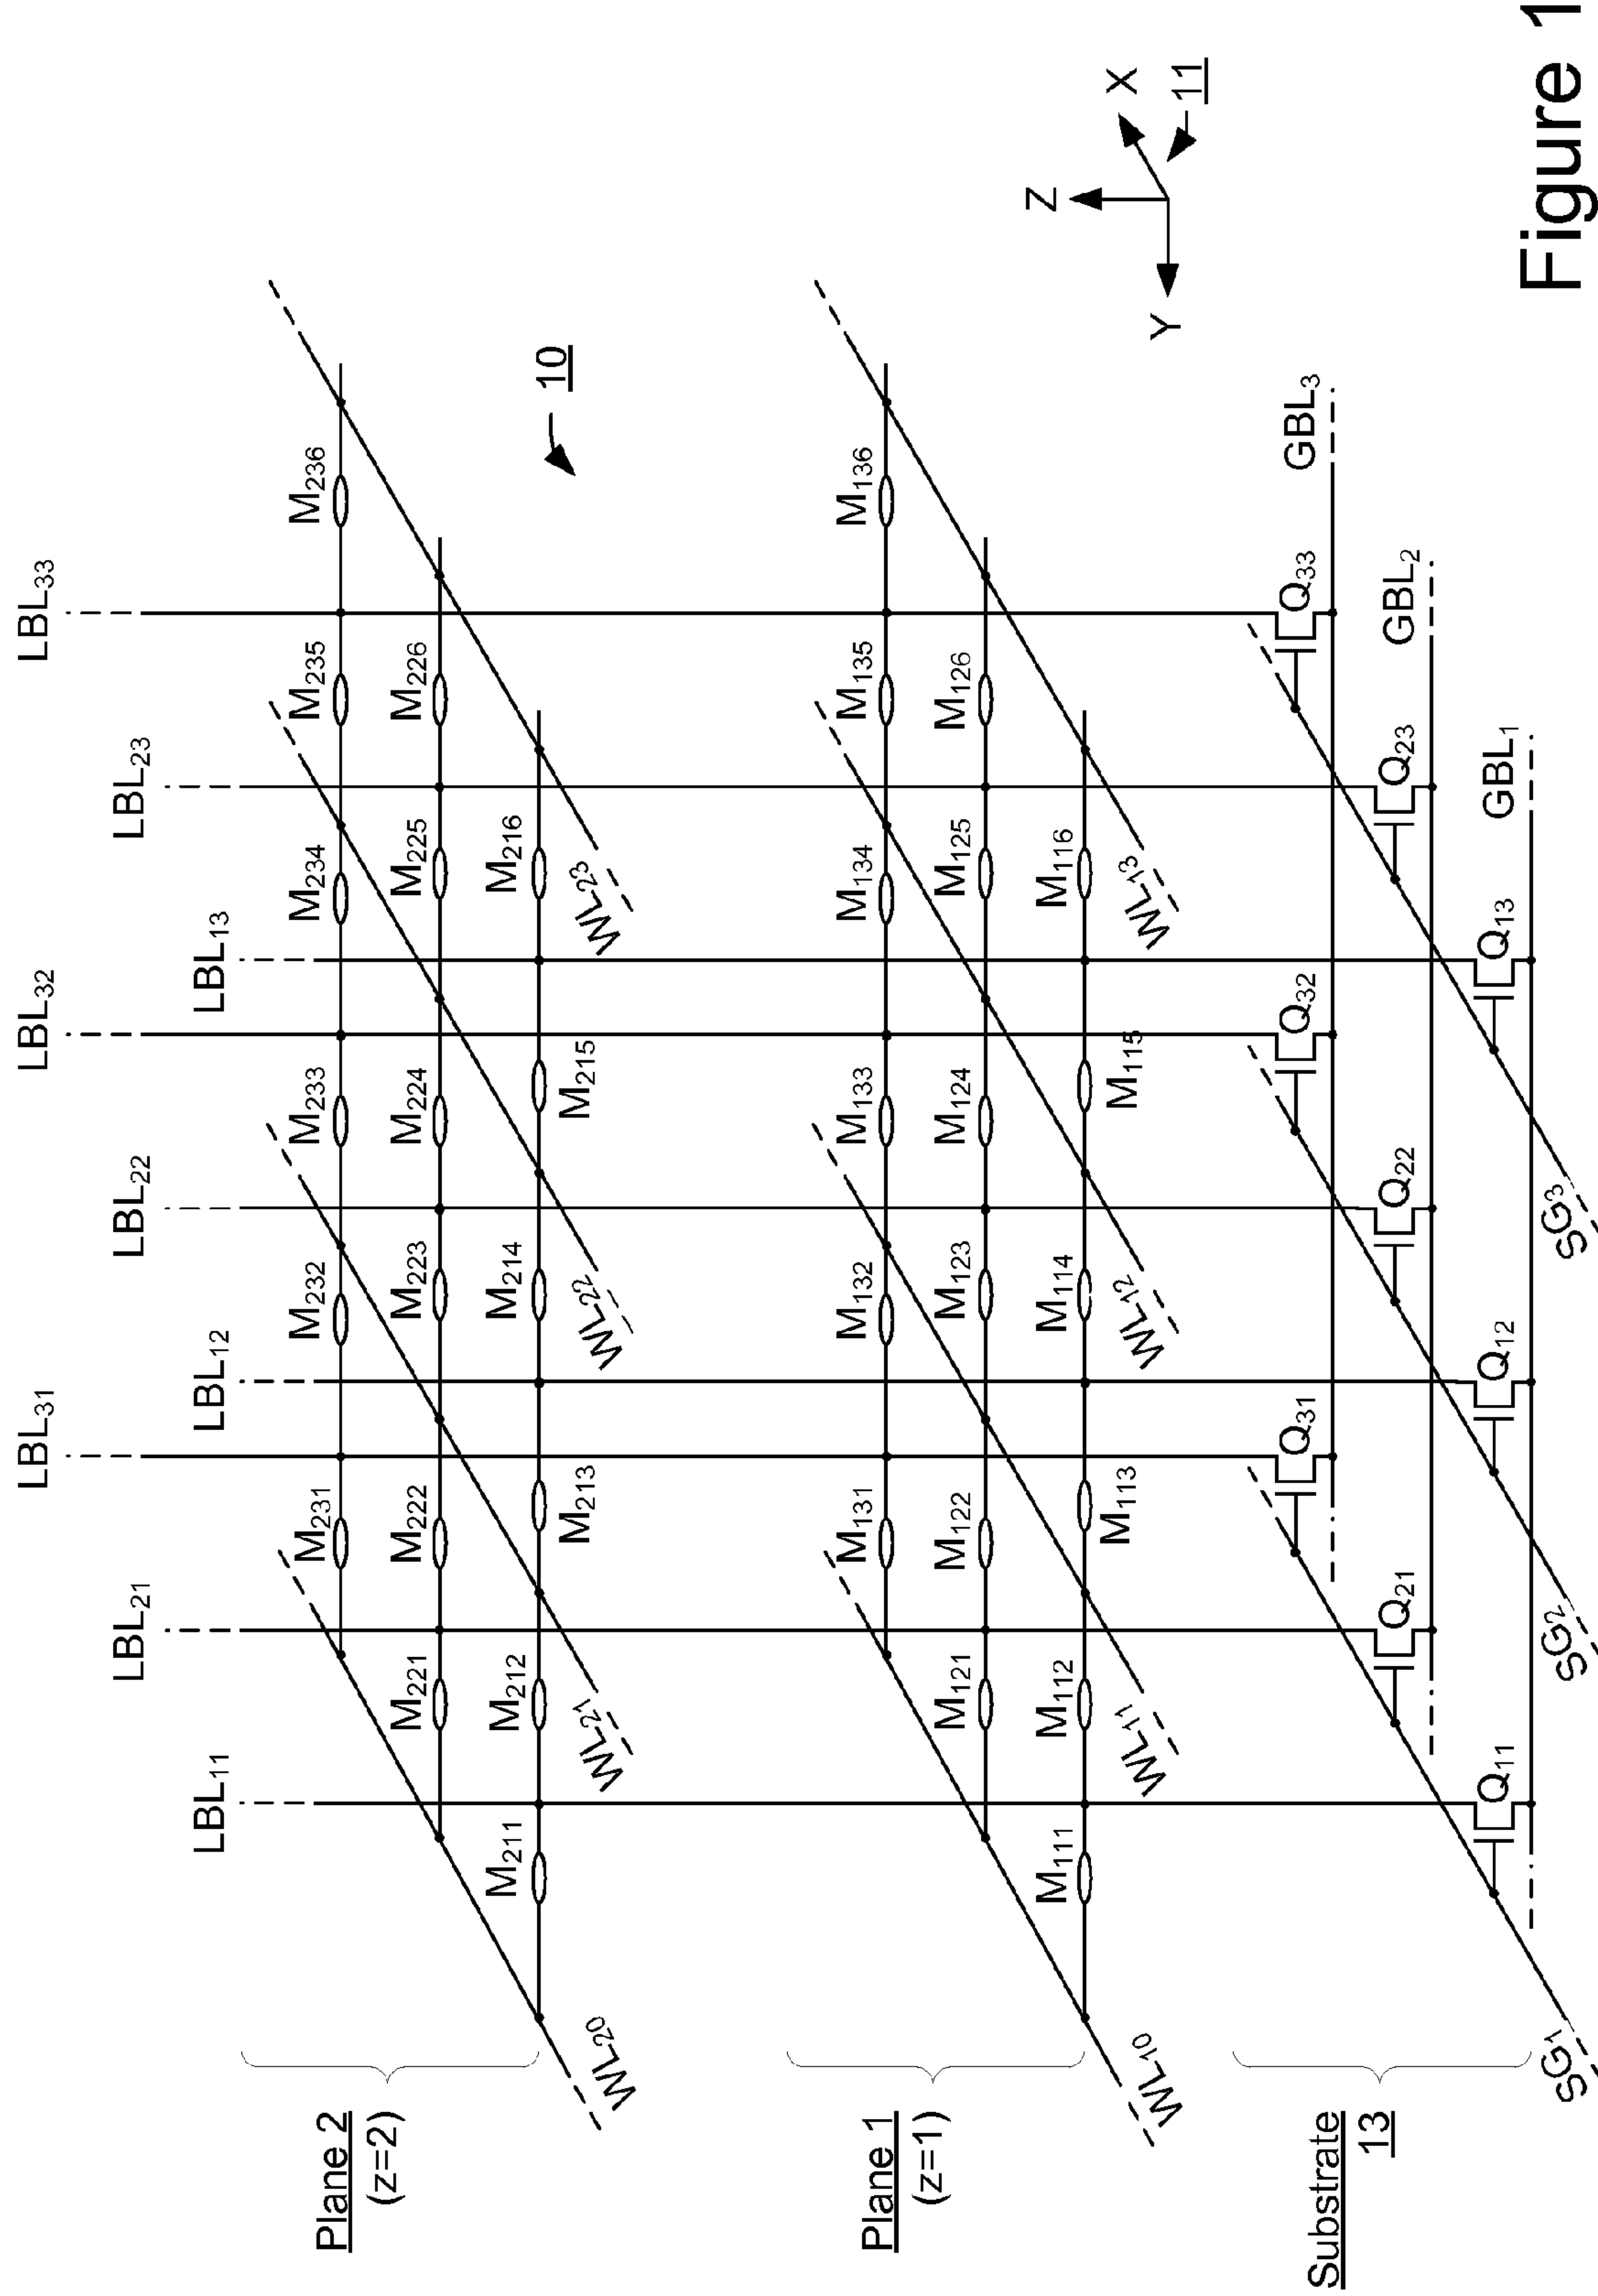 LBL31 LBL32 LBL33
LBL21 LBL22 LBL23
LBL11 LBL12 LBL13
Plane 2
(z=2)
M231 M232 M233 M234 M235 M236
M221 M222 M223 M224 M225 M226
M211 M212 M213 M214 M215 M216
WL20 WL21 WL22 WL23
10
Plane 1
(z=1)
M131 M132 M133 M134 M135 M136
M121 M122 M123 M124 M125 M126
M111 M112 M113 M114 M115 M116
WL10 WL11 WL12 WL13
Z
X
Y
11
Substrate
13
Q31 Q32 Q33 GBL3
Q21 Q22 Q23 GBL2
Q11 Q12 Q13 GBL1
SG1 SG2 SG3
Figure 1